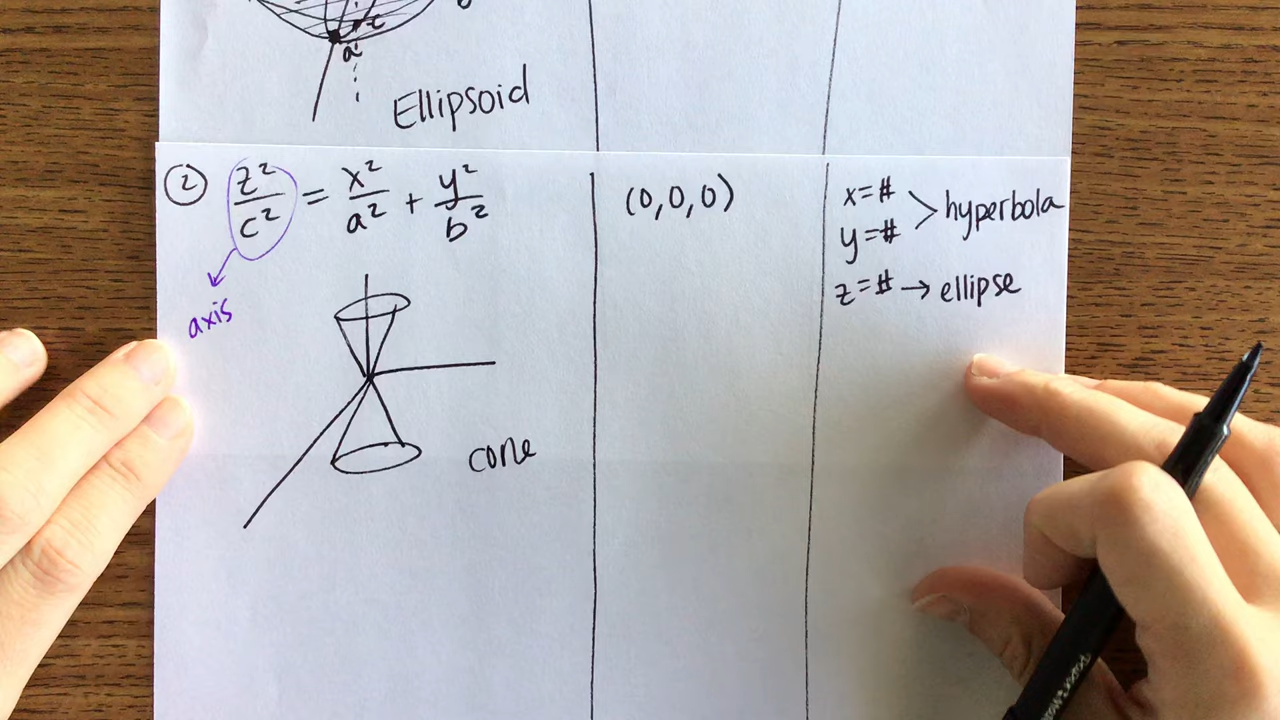 b
c
a
Ellipsoid
② z²/c² = x²/a² + y²/b²
axis
cone
(0,0,0)
x=#
y=# > hyperbola
z=# → ellipse